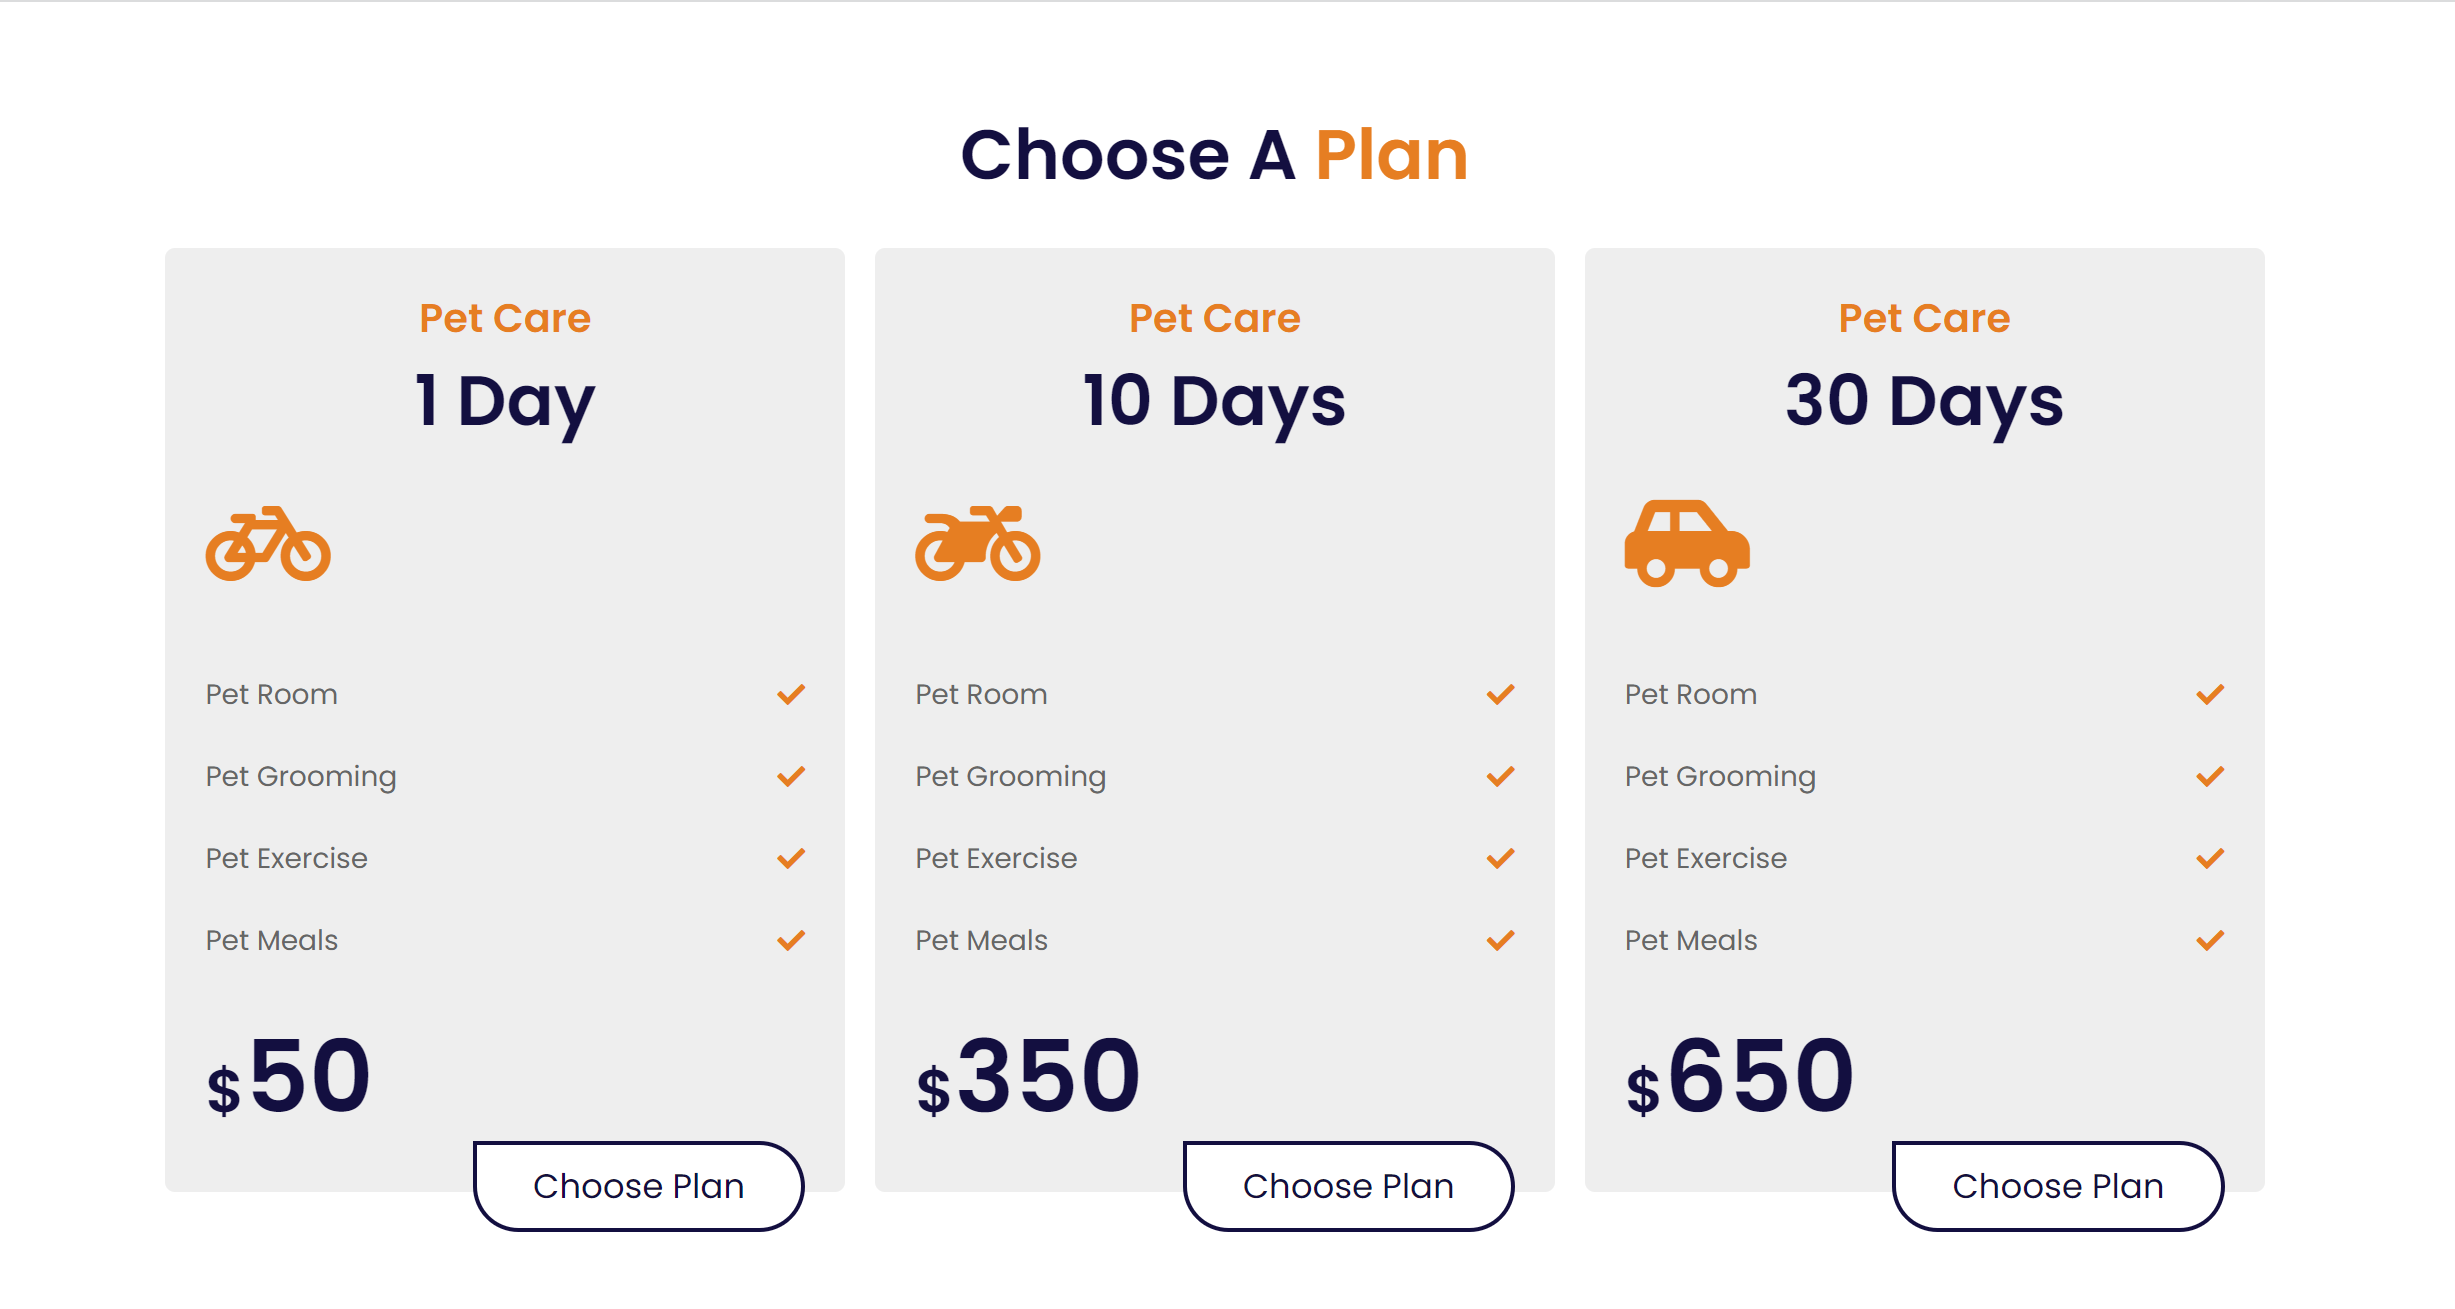 Choose A Plan
Pet Care
1 Day
Pet Room
Pet Grooming
Pet Exercise
Pet Meals
$50
Choose Plan
Pet Care
10 Days
Pet Room
Pet Grooming
Pet Exercise
Pet Meals
$350
Choose Plan
Pet Care
30 Days
Pet Room
Pet Grooming
Pet Exercise
Pet Meals
$650
Choose Plan